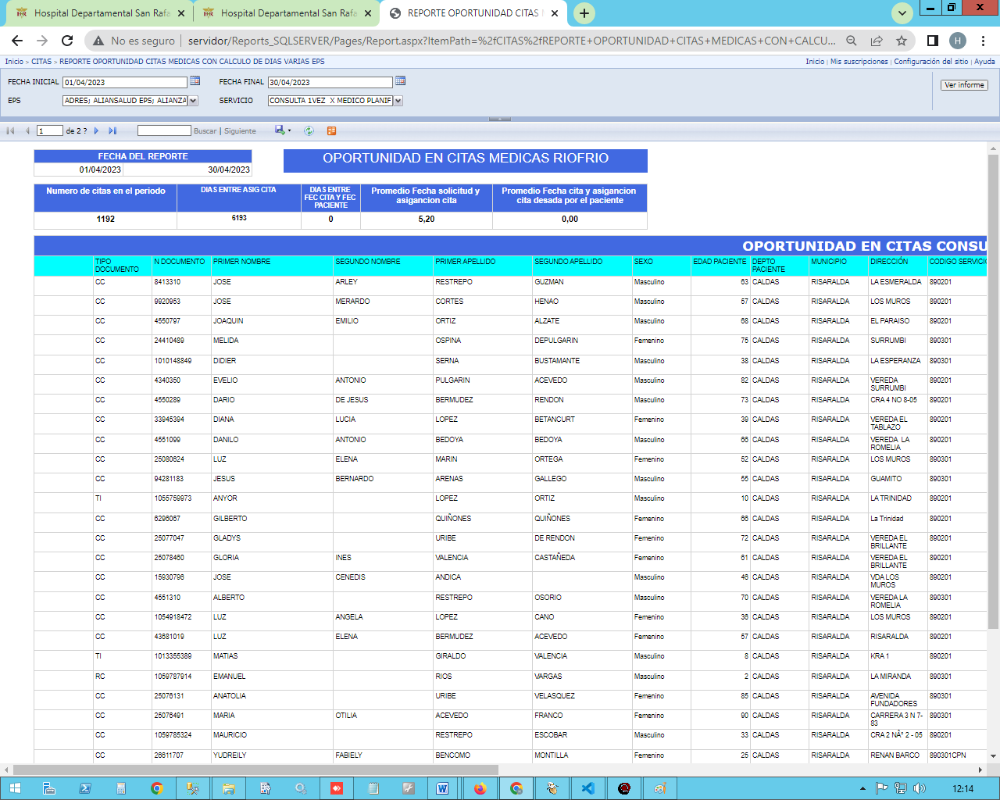 Hospital Departamental San Rafa
Hospital Departamental San Rafa
REPORTE OPORTUNIDAD CITAS M
No es seguro | servidor/Reports_SQLSERVER/Pages/Report.aspx?ItemPath=%2fCITAS%2fREPORTE+OPORTUNIDAD+CITAS+MEDICAS+CON+CALCU...
H
Inicio > CITAS > REPORTE OPORTUNIDAD CITAS MEDICAS CON CALCULO DE DIAS VARIAS EPS
Inicio | Mis suscripciones | Configuración del sitio | Ayuda
FECHA INICIAL 01/04/2023 FECHA FINAL 30/04/2023
Ver informe
EPS ADRES; ALIANSALUD EPS; ALIANZA SERVICIO CONSULTA 1VEZ X MEDICO PLANIF
1 de 2 ? Buscar | Siguiente
FECHA DEL REPORTE
01/04/2023 30/04/2023
OPORTUNIDAD EN CITAS MEDICAS RIOFRIO
Numero de citas en el periodo DIAS ENTRE ASIG CITA DIAS ENTRE FEC CITA Y FEC PACIENTE Promedio Fecha solicitud y asigancion cita Promedio Fecha cita y asigancion cita desada por el paciente
1192 6193 0 5,20 0,00
OPORTUNIDAD EN CITAS CONSU
TIPO DOCUMENTO N DOCUMENTO PRIMER NOMBRE SEGUNDO NOMBRE PRIMER APELLIDO SEGUNDO APELLIDO SEXO EDAD PACIENTE DEPTO PACIENTE MUNICIPIO DIRECCIÓN CODIGO SERVICIO
CC 8413310 JOSE ARLEY RESTREPO GUZMAN Masculino 63 CALDAS RISARALDA LA ESMERALDA 890201
CC 9920953 JOSE MERARDO CORTES HENAO Masculino 57 CALDAS RISARALDA LOS MUROS 890201
CC 4550797 JOAQUIN EMILIO ORTIZ ALZATE Masculino 68 CALDAS RISARALDA EL PARAISO 890201
CC 24410489 MELIDA OSPINA DEPULGARIN Femenino 75 CALDAS RISARALDA SURRUMBI 890301
CC 1010148849 DIDIER SERNA BUSTAMANTE Masculino 38 CALDAS RISARALDA LA ESPERANZA 890301
CC 4340350 EVELIO ANTONIO PULGARIN ACEVEDO Masculino 82 CALDAS RISARALDA VEREDA SURRUMBI 890201
CC 4550289 DARIO DE JESUS BERMUDEZ RENDON Masculino 73 CALDAS RISARALDA CRA 4 NO 8-05 890201
CC 33945394 DIANA LUCIA LOPEZ BETANCURT Femenino 39 CALDAS RISARALDA VEREDA EL TABLAZO 890201
CC 4551099 DANILO ANTONIO BEDOYA BEDOYA Masculino 66 CALDAS RISARALDA VEREDA LA ROMELIA 890201
CC 25080624 LUZ ELENA MARIN ORTEGA Femenino 52 CALDAS RISARALDA LOS MUROS 890301
CC 94281183 JESUS BERNARDO ARENAS GALLEGO Masculino 55 CALDAS RISARALDA GUAMITO 890301
TI 1055759973 ANYOR LOPEZ ORTIZ Masculino 10 CALDAS RISARALDA LA TRINIDAD 890201
CC 6296067 GILBERTO QUIÑONES QUIÑONES Femenino 66 CALDAS RISARALDA La Trinidad 890201
CC 25077047 GLADYS URIBE DE RENDON Femenino 72 CALDAS RISARALDA VEREDA EL BRILLANTE 890201
CC 25078460 GLORIA INES VALENCIA CASTAÑEDA Femenino 61 CALDAS RISARALDA VEREDA EL BRILLANTE 890201
CC 15930796 JOSE CENEDIS ANDICA Masculino 46 CALDAS RISARALDA VDA LOS MUROS 890201
CC 4551310 ALBERTO RESTREPO OSORIO Masculino 70 CALDAS RISARALDA VEREDA LA ROMELIA 890301
CC 1054918472 LUZ ANGELA LOPEZ CANO Femenino 36 CALDAS RISARALDA LOS MUROS 890201
CC 43681019 LUZ ELENA BERMUDEZ ACEVEDO Femenino 57 CALDAS RISARALDA RISARALDA 890201
TI 1013355389 MATIAS GIRALDO VALENCIA Masculino 8 CALDAS RISARALDA KRA 1 890201
RC 1059787914 EMANUEL RIOS VARGAS Masculino 2 CALDAS RISARALDA LA MIRANDA 890301
CC 25076131 ANATOLIA URIBE VELASQUEZ Femenino 85 CALDAS RISARALDA AVENIDA FUNDADORES 890301
CC 25076491 MARIA OTILIA ACEVEDO FRANCO Femenino 90 CALDAS RISARALDA CARRERA 3 N 7-83 890301
CC 1059785324 MAURICIO RESTREPO ESCOBAR Masculino 33 CALDAS RISARALDA CRA 2 NÂ° 2 - 05 890201
CC 26611707 YUDREILY FABIELY BENCOMO MONTILLA Femenino 25 CALDAS RISARALDA RENAN BARCO 890301CPN
12:14